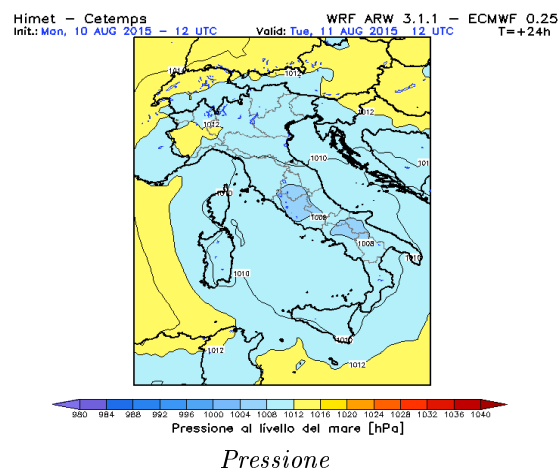 Himet – Cetemps WRF ARW 3.1.1 – ECMWF 0.25
Init.: Mon, 10 AUG 2015 – 12 UTC Valid: Tue, 11 AUG 2015 12 UTC T=+24h
1012
1012
1012
1010
1010
1008
1008
1010
1010
1010
1012
1012
980 984 988 992 996 1000 1004 1008 1012 1016 1020 1024 1028 1032 1036 1040
Pressione al livello del mare [hPa]
Pressione